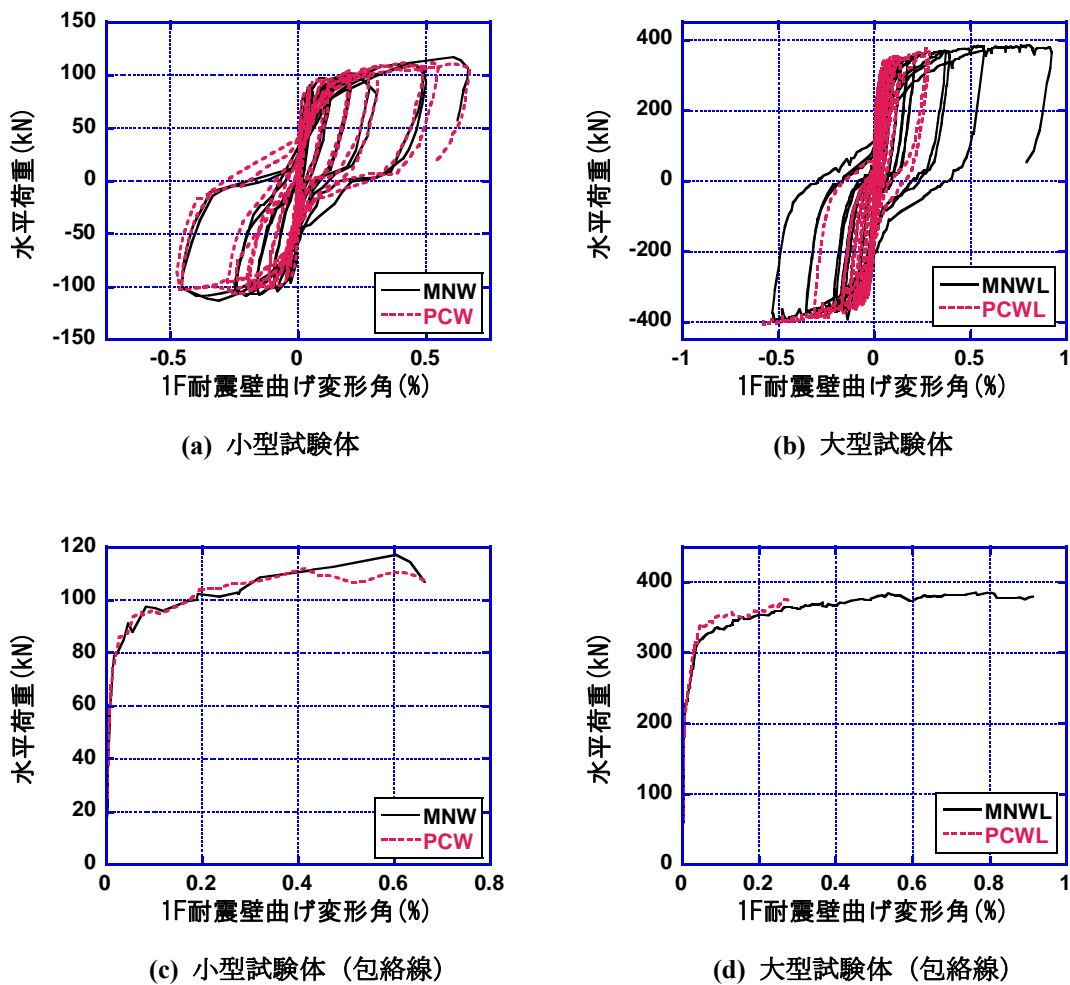 150
100
50
0
-50
-100
-150
-0.5
0
0.5
水平荷重(kN)
1F耐震壁曲げ変形角(%)
MNW
PCW
(a) 小型試験体
400
200
0
-200
-400
-1
-0.5
0
0.5
1
水平荷重(kN)
1F耐震壁曲げ変形角(%)
MNWL
PCWL
(b) 大型試験体
120
100
80
60
40
20
0
0
0.2
0.4
0.6
0.8
水平荷重(kN)
1F耐震壁曲げ変形角(%)
MNW
PCW
(c) 小型試験体（包絡線）
400
300
200
100
0
0
0.2
0.4
0.6
0.8
1
水平荷重(kN)
1F耐震壁曲げ変形角(%)
MNWL
PCWL
(d) 大型試験体（包絡線）